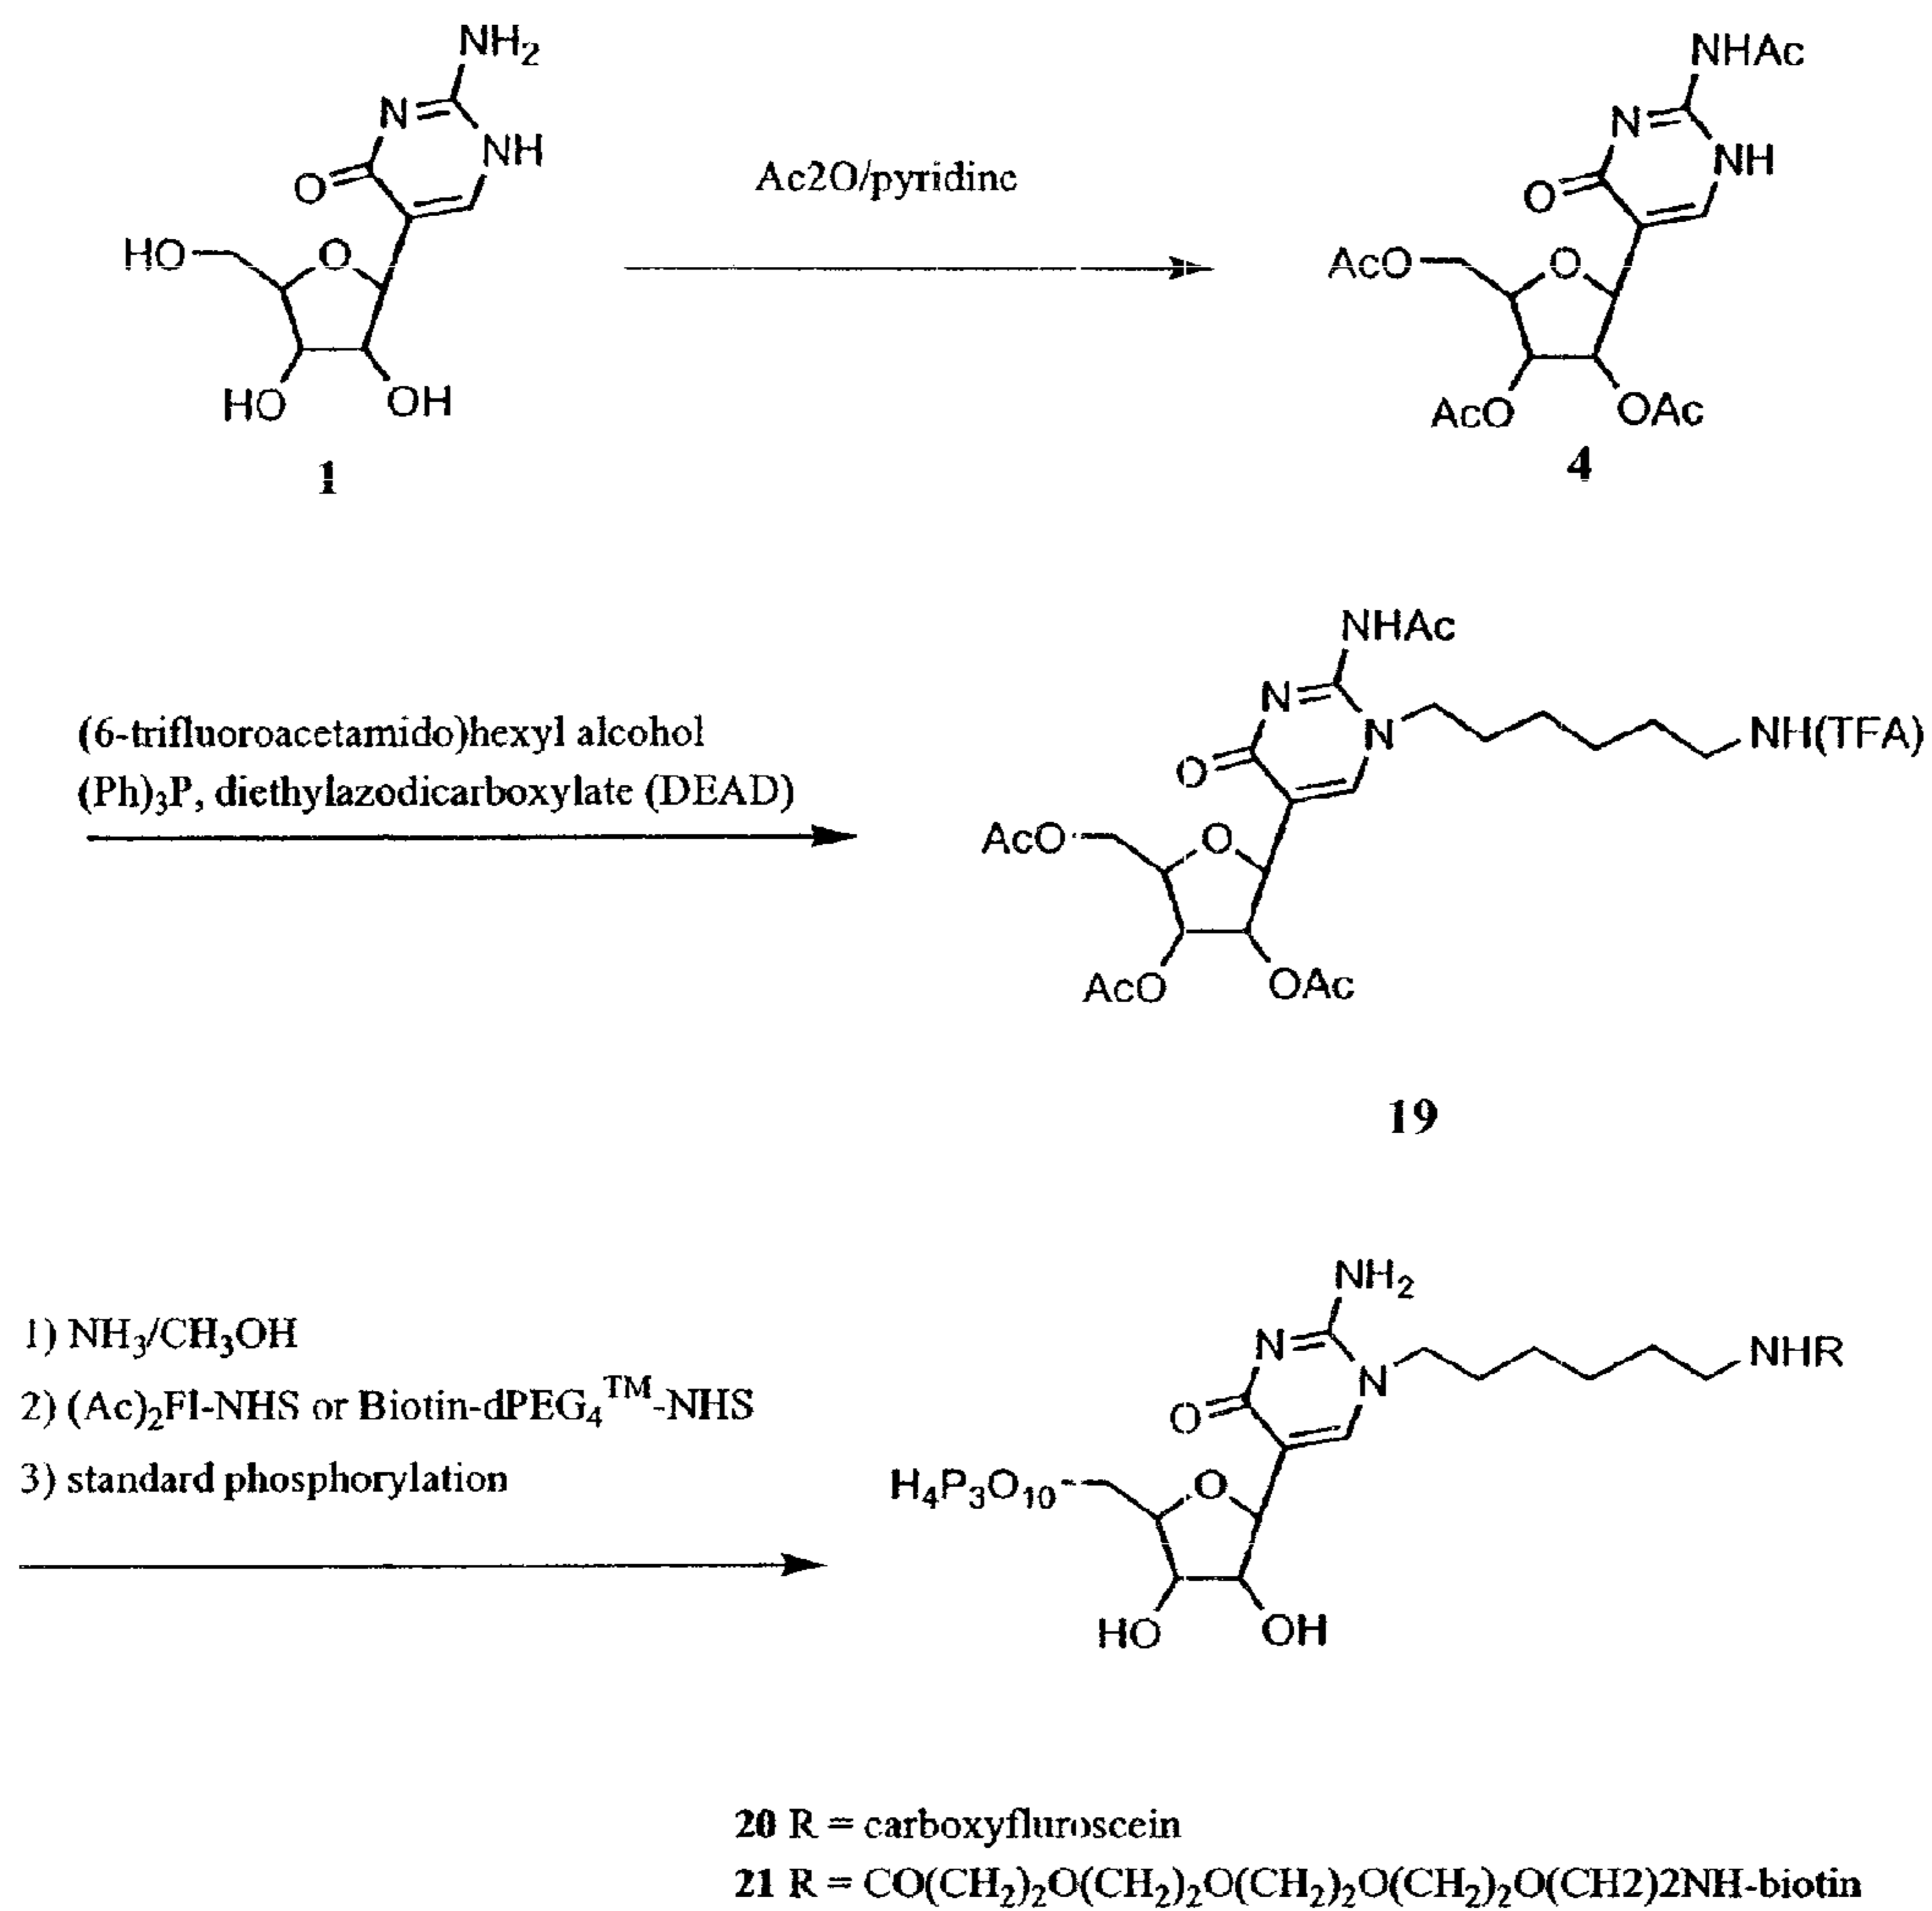 NH₂
N
NH
O
HO
O
HO
OH
1
Ac2O/pyridine
NHAc
N
NH
O
AcO
O
AcO
OAc
4
(6-trifluoroacetamido)hexyl alcohol
(Ph)₃P, diethylazodicarboxylate (DEAD)
NHAc
N
N
NH(TFA)
O
AcO
O
AcO
OAc
19
1) NH₃/CH₃OH
2) (Ac)₂Fl-NHS or Biotin-dPEG₄™-NHS
3) standard phosphorylation
NH₂
N
N
NHR
O
H₄P₃O₁₀
O
HO
OH
20 R = carboxyfluroscein
21 R = CO(CH₂)₂O(CH₂)₂O(CH₂)₂O(CH₂)₂O(CH2)2NH-biotin